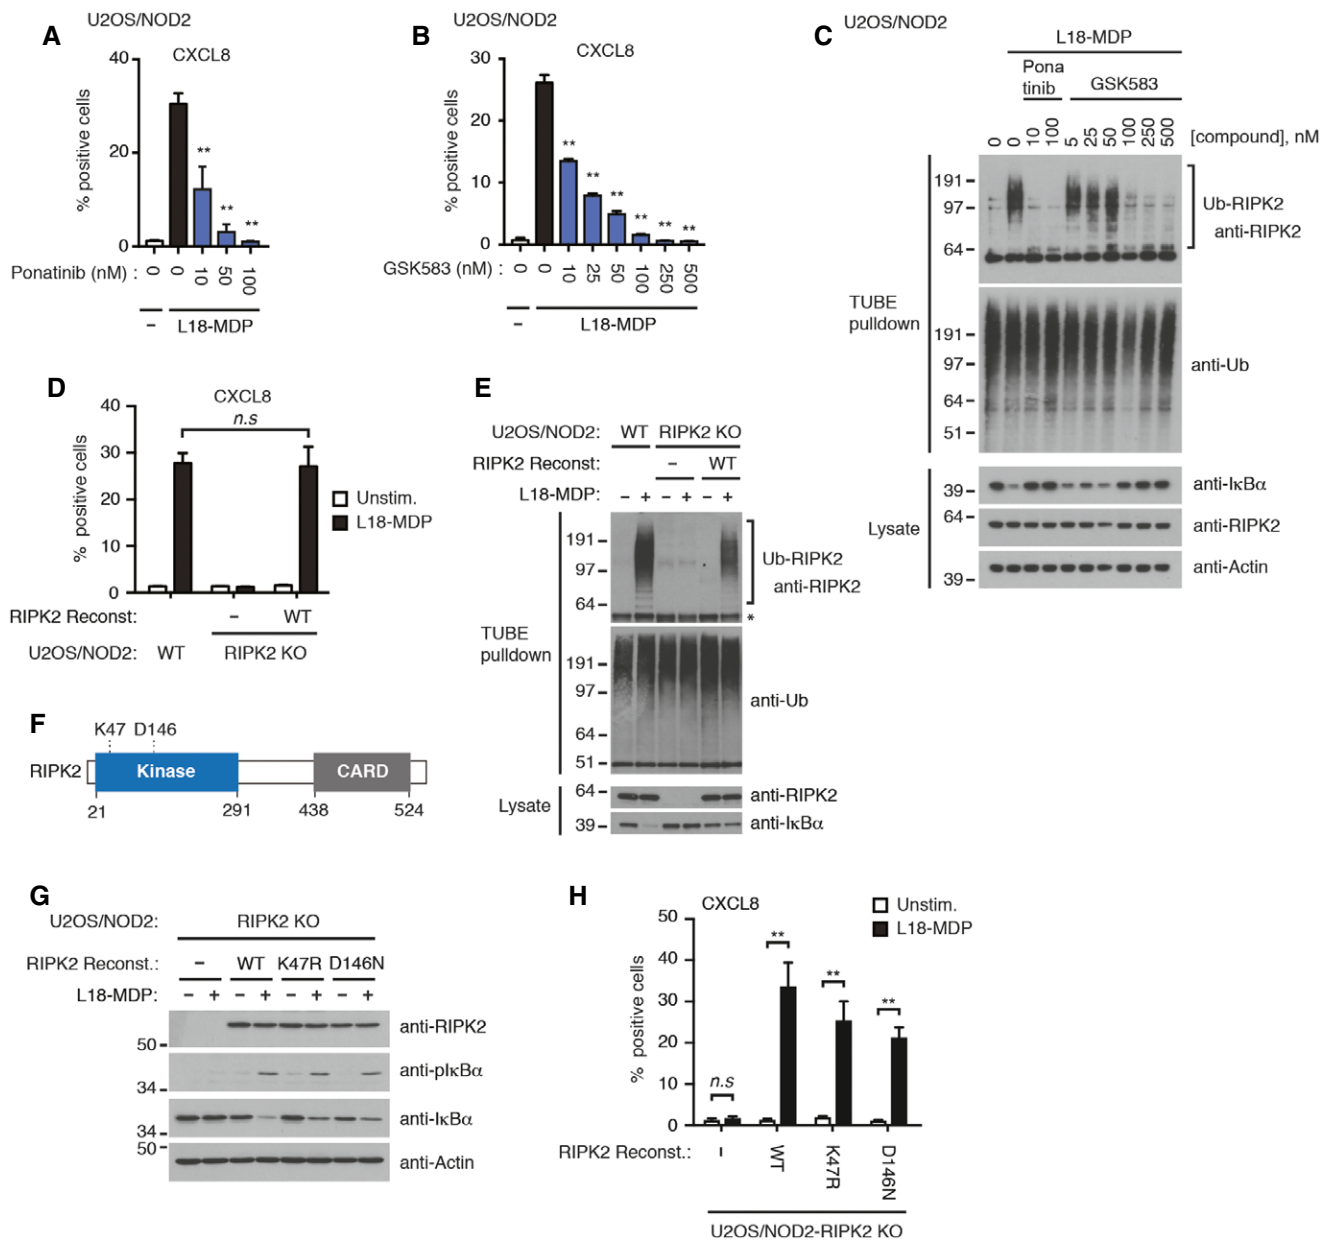 A
U2OS/NOD2
CXCL8
% positive cells
40
20
0
**
**
**
Ponatinib (nM) : 0 0 10 50 100
– L18-MDP
B
U2OS/NOD2
CXCL8
% positive cells
30
20
10
0
**
**
**
**
**
**
GSK583 (nM) : 0 0 10 25 50 100 250 500
– L18-MDP
C
U2OS/NOD2
L18-MDP
Pona
tinib
GSK583
0 0 10 100 5 25 50 100 250 500 [compound], nM
TUBE
pulldown
191
97
64
Ub-RIPK2
anti-RIPK2
191
97
64
51
anti-Ub
Lysate
39
anti-IκBα
64
anti-RIPK2
39
anti-Actin
D
CXCL8
n.s
% positive cells
40
30
20
10
0
Unstim.
L18-MDP
RIPK2 Reconst: – WT
U2OS/NOD2: WT RIPK2 KO
E
U2OS/NOD2: WT RIPK2 KO
RIPK2 Reconst: – WT
L18-MDP: – + – + – +
TUBE
pulldown
191
97
64
Ub-RIPK2
anti-RIPK2
*
191
97
64
51
anti-Ub
Lysate
64
anti-RIPK2
39
anti-IκBα
F
K47 D146
RIPK2 Kinase CARD
21 291 438 524
G
U2OS/NOD2: RIPK2 KO
RIPK2 Reconst.: – WT K47R D146N
L18-MDP: – + – + – + – +
anti-RIPK2
50
anti-pIκBα
34
anti-IκBα
34
50
anti-Actin
H
CXCL8
Unstim.
L18-MDP
% positive cells
50
40
30
20
10
0
n.s
**
**
**
RIPK2 Reconst.: – WT K47R D146N
U2OS/NOD2-RIPK2 KO